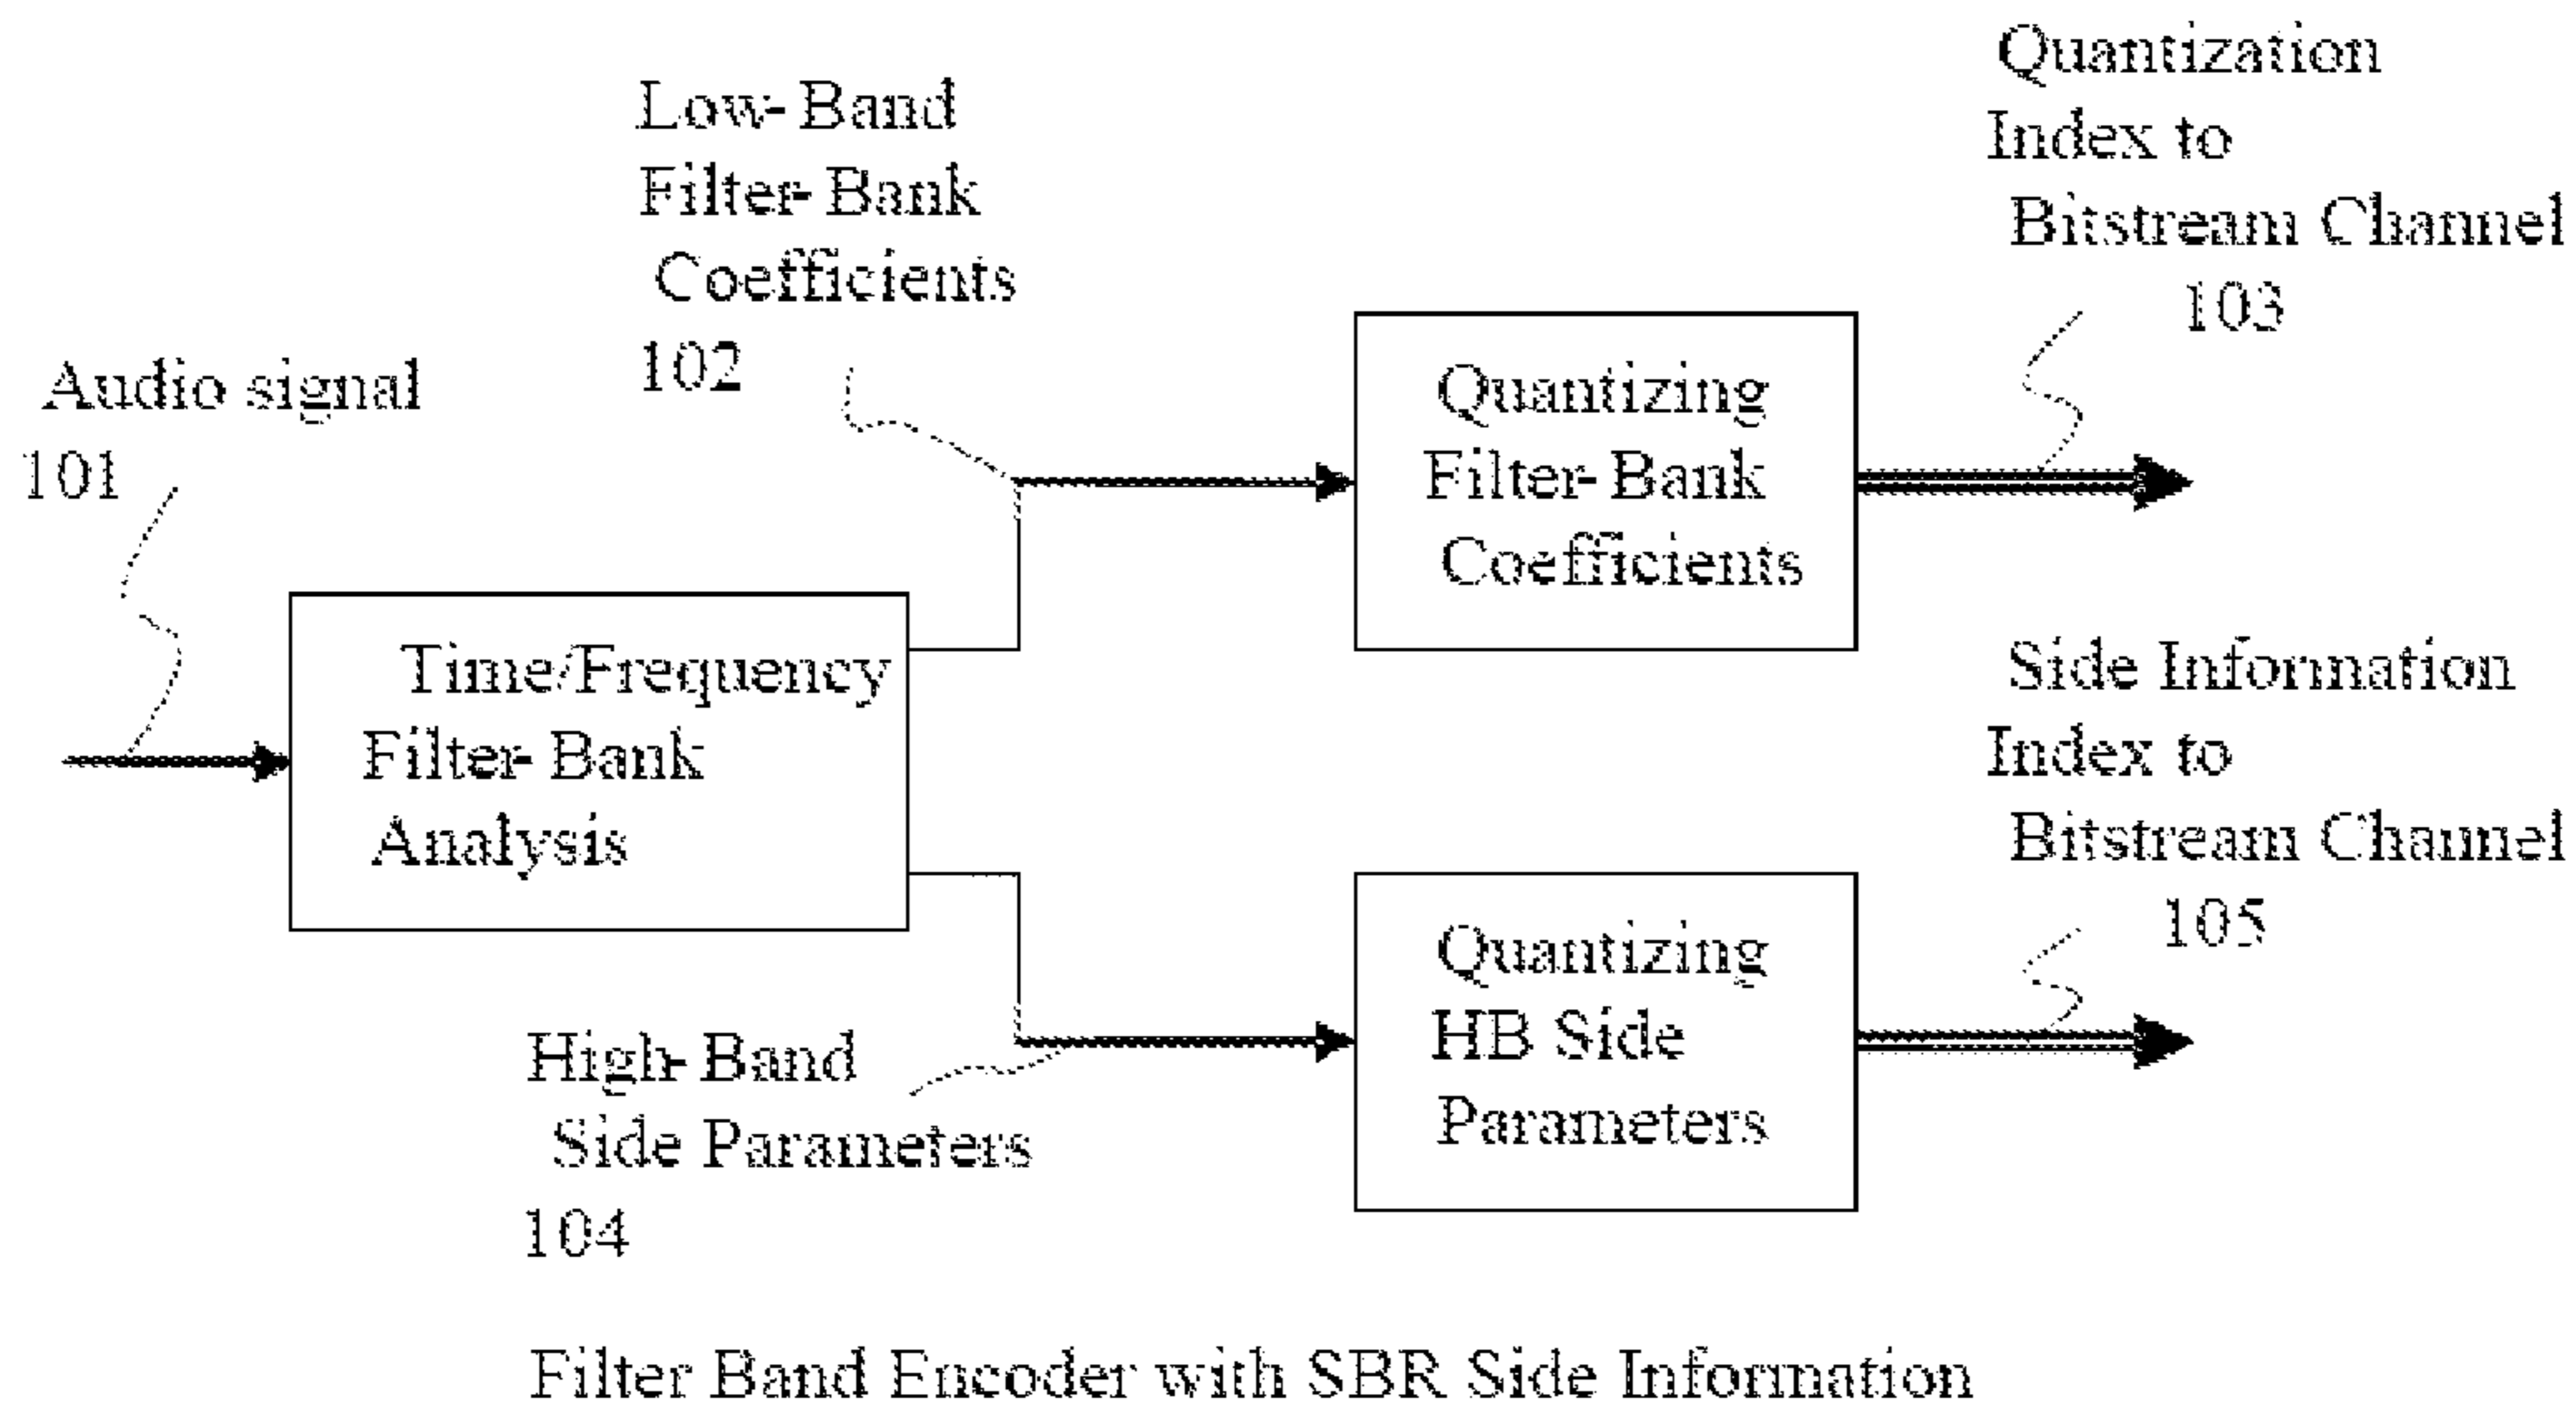 Audio signal
101
Low-Band
Filter-Bank
Coefficients
102
Time/Frequency
Filter-Bank
Analysis
High-Band
Side Parameters
104
Quantizing
Filter-Bank
Coefficients
Quantization
Index to
Bitstream Channel
103
Quantizing
HB Side
Parameters
Side Information
Index to
Bitstream Channel
105
Filter Band Encoder with SBR Side Information